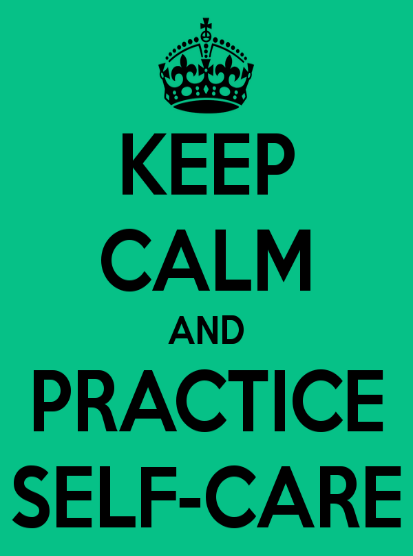 KEEP
CALM
AND
PRACTICE
SELF-CARE